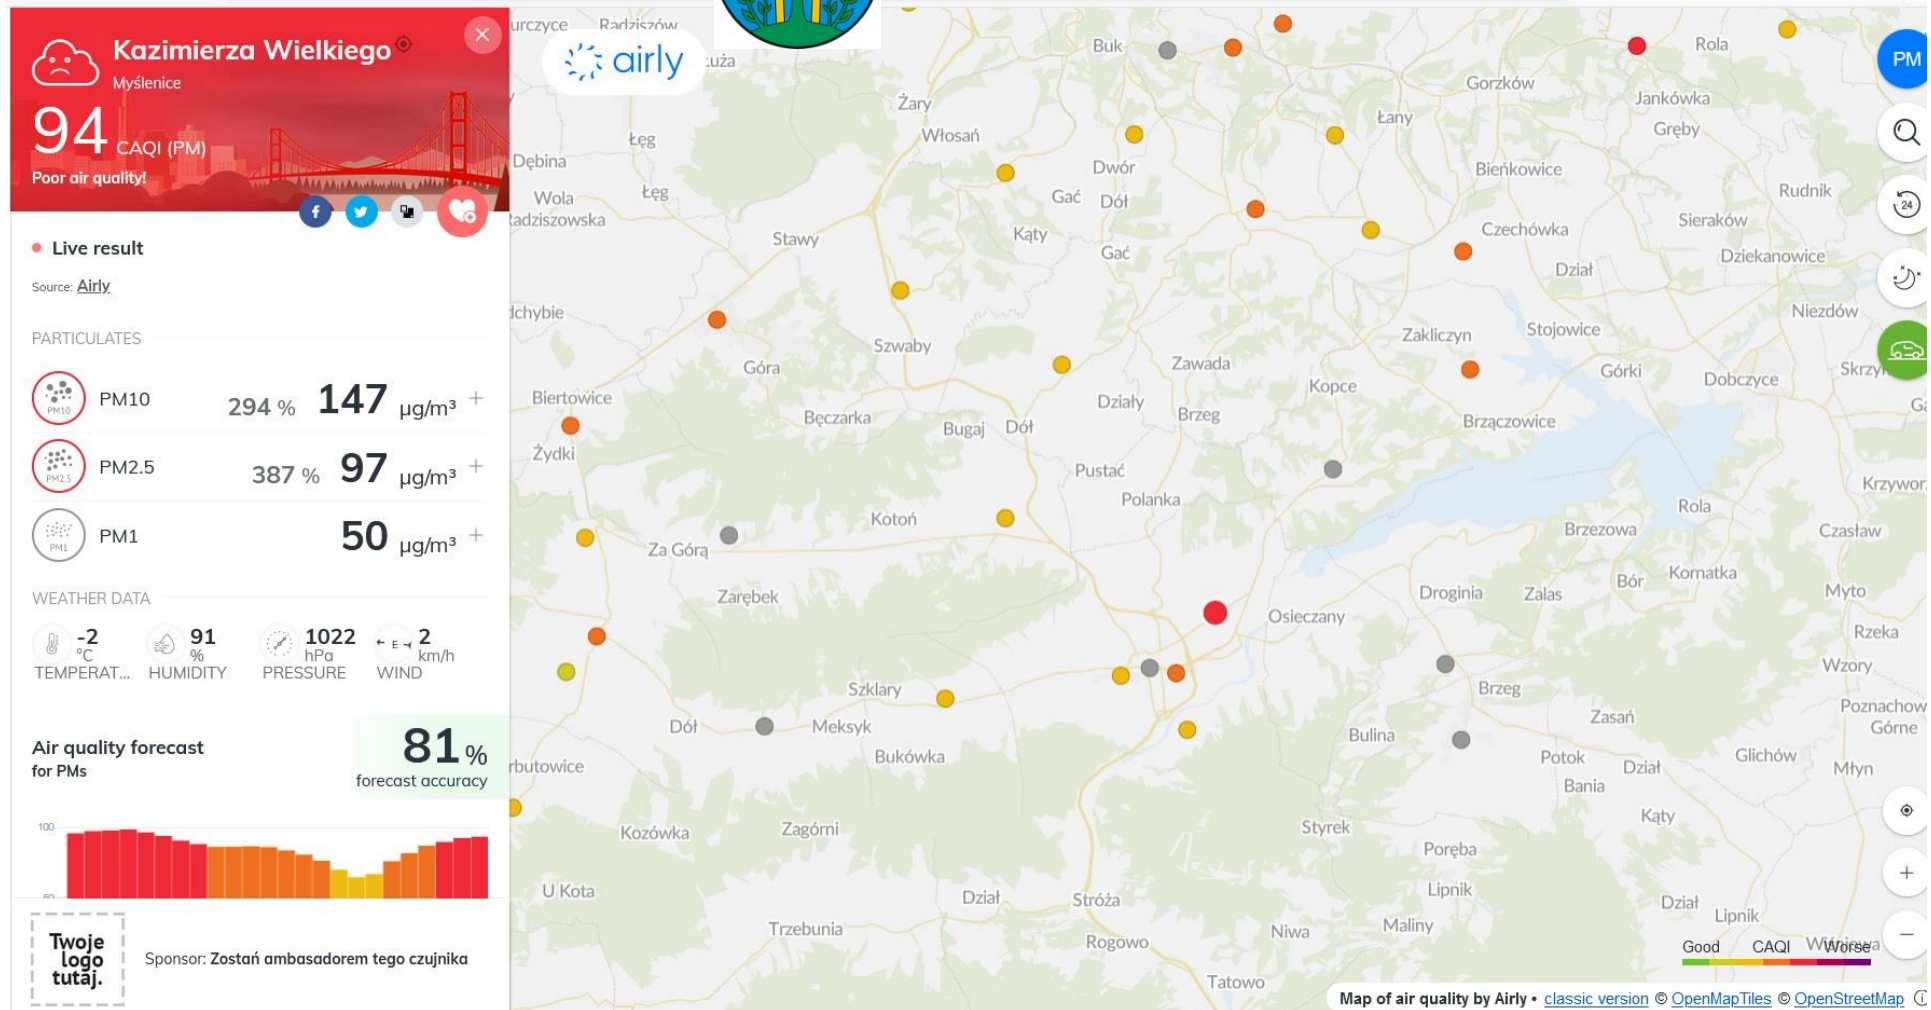 Kazimierza Wielkiego
Myślenice
94 CAQI (PM)
Poor air quality!
Live result
Source: Airly
PARTICULATES
PM10 PM10 294 % 147 µg/m³ +
PM2.5 PM2.5 387 % 97 µg/m³ +
PM1 PM1 50 µg/m³ +
WEATHER DATA
-2 °C TEMPERAT...
91 % HUMIDITY
1022 hPa PRESSURE
E 2 km/h WIND
Air quality forecast
for PMs
81 %
forecast accuracy
100
Twoje
logo
tutaj.
Sponsor: Zostań ambasadorem tego czujnika
airly
urczyce Radziszów
Buk
Rola
PM
Gorzków
Żary
Łany
Jankówka
Łęg
Włosań
Gręby
Dębina
Dwór
Bieńkowice
Wola
Radziszowska
Łęg
Gać Dół
Rudnik
24
Stawy
Kąty
Czechówka
Sieraków
Gać
Dział
Dziekanowice
Niezdów
Szwaby
Zakliczyn
Stojowice
Góra
Zawada
Kopce
Górki
Dobczyce
Biertowice
Bęczarka
Bugaj Dół
Działy
Brzeg
Brzączowice
Żydki
Pustać
Polanka
Kotoń
Rola
Za Górą
Brzezowa
Czasław
Zarębek
Osieczany
Droginia
Zalas
Bór
Kornatka
Myto
Rzeka
Szklary
Brzeg
Wzory
Dół
Meksyk
Bulina
Zasań
Poznachow
Górne
Bukówka
Potok
Dział
Glichów
Młyn
Bania
Kozówka
Zagórni
Styrek
Kąty
Poręba
U Kota
Dział
Stróża
Lipnik
Dział
Trzebunia
Rogowo
Niwa
Maliny
Lipnik
Good CAQI Worse
Tatowo
Map of air quality by Airly • classic version © OpenMapTiles © OpenStreetMap